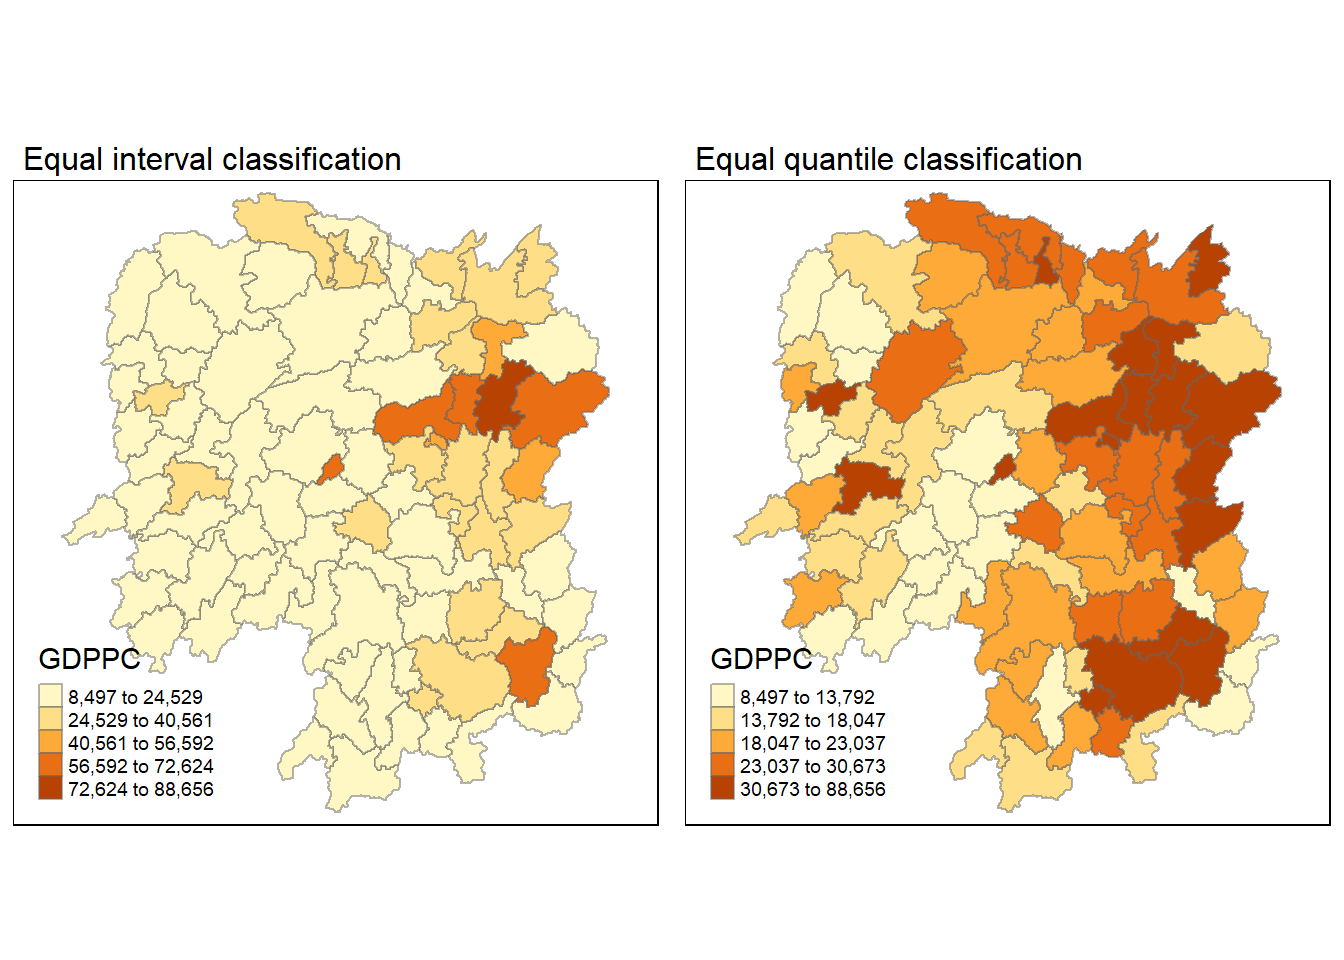 Equal interval classification
GDPPC
8,497 to 24,529
24,529 to 40,561
40,561 to 56,592
56,592 to 72,624
72,624 to 88,656
Equal quantile classification
GDPPC
8,497 to 13,792
13,792 to 18,047
18,047 to 23,037
23,037 to 30,673
30,673 to 88,656